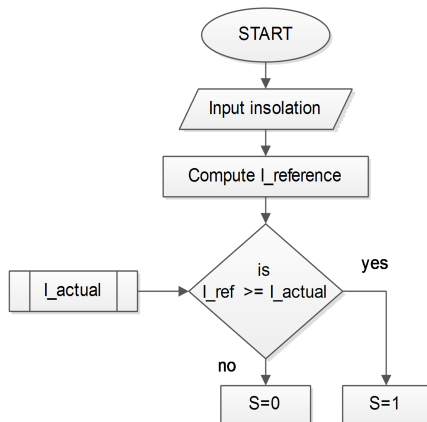 START
Input insolation
Compute I_reference
is
I_ref >= I_actual
yes
I_actual
no
S=0
S=1